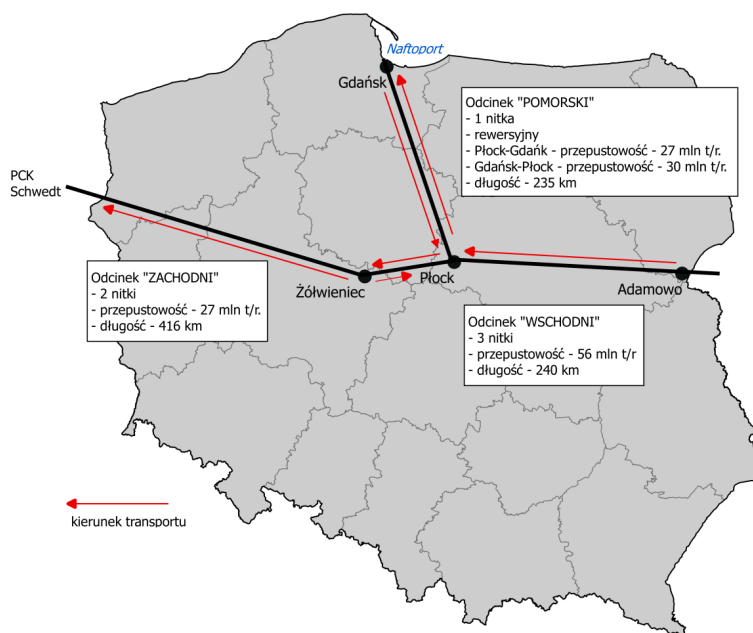 Naftoport
Gdańsk
Odcinek "POMORSKI"
- 1 nitka
- rewersyjny
- Płock-Gdańk - przepustowość - 27 mln t/r.
- Gdańsk-Płock - przepustowość - 30 mln t/r.
- długość - 235 km
PCK
Schwedt
Odcinek "ZACHODNI"
- 2 nitki
- przepustowość - 27 mln t/r.
- długość - 416 km
Żółwieniec
Płock
Adamowo
Odcinek "WSCHODNI"
- 3 nitki
- przepustowość - 56 mln t/r
- długość - 240 km
kierunek transportu